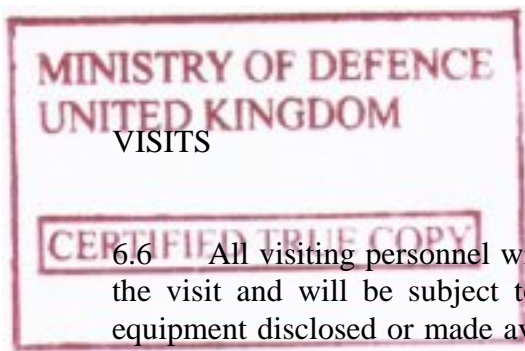 MINISTRY OF DEFENCE
UNITED KINGDOM
VISITS
CERTIFIED TRUE COPY
6.6 All visiting personnel
the visit and will be subject
equipment disclosed or made